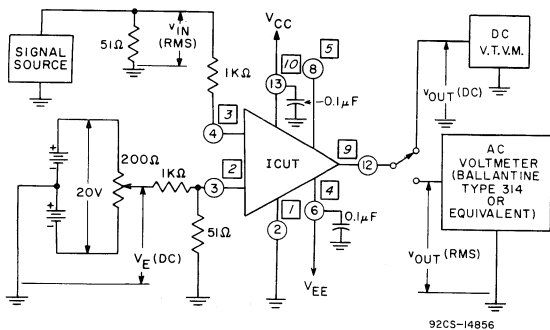 SIGNAL
SOURCE
51Ω
VIN
(RMS)
1KΩ
VCC
10
13
0.1μF
5
8
3
4
ICUT
2
3
1
2
9
12
4
6
0.1μF
VEE
200Ω
20V
+
-
+
-
1KΩ
51Ω
VE(DC)
DC
V.T.V.M.
VOUT(DC)
AC
VOLTMETER
(BALLANTINE
TYPE 314
OR
EQUIVALENT)
VOUT(RMS)
92CS-14856